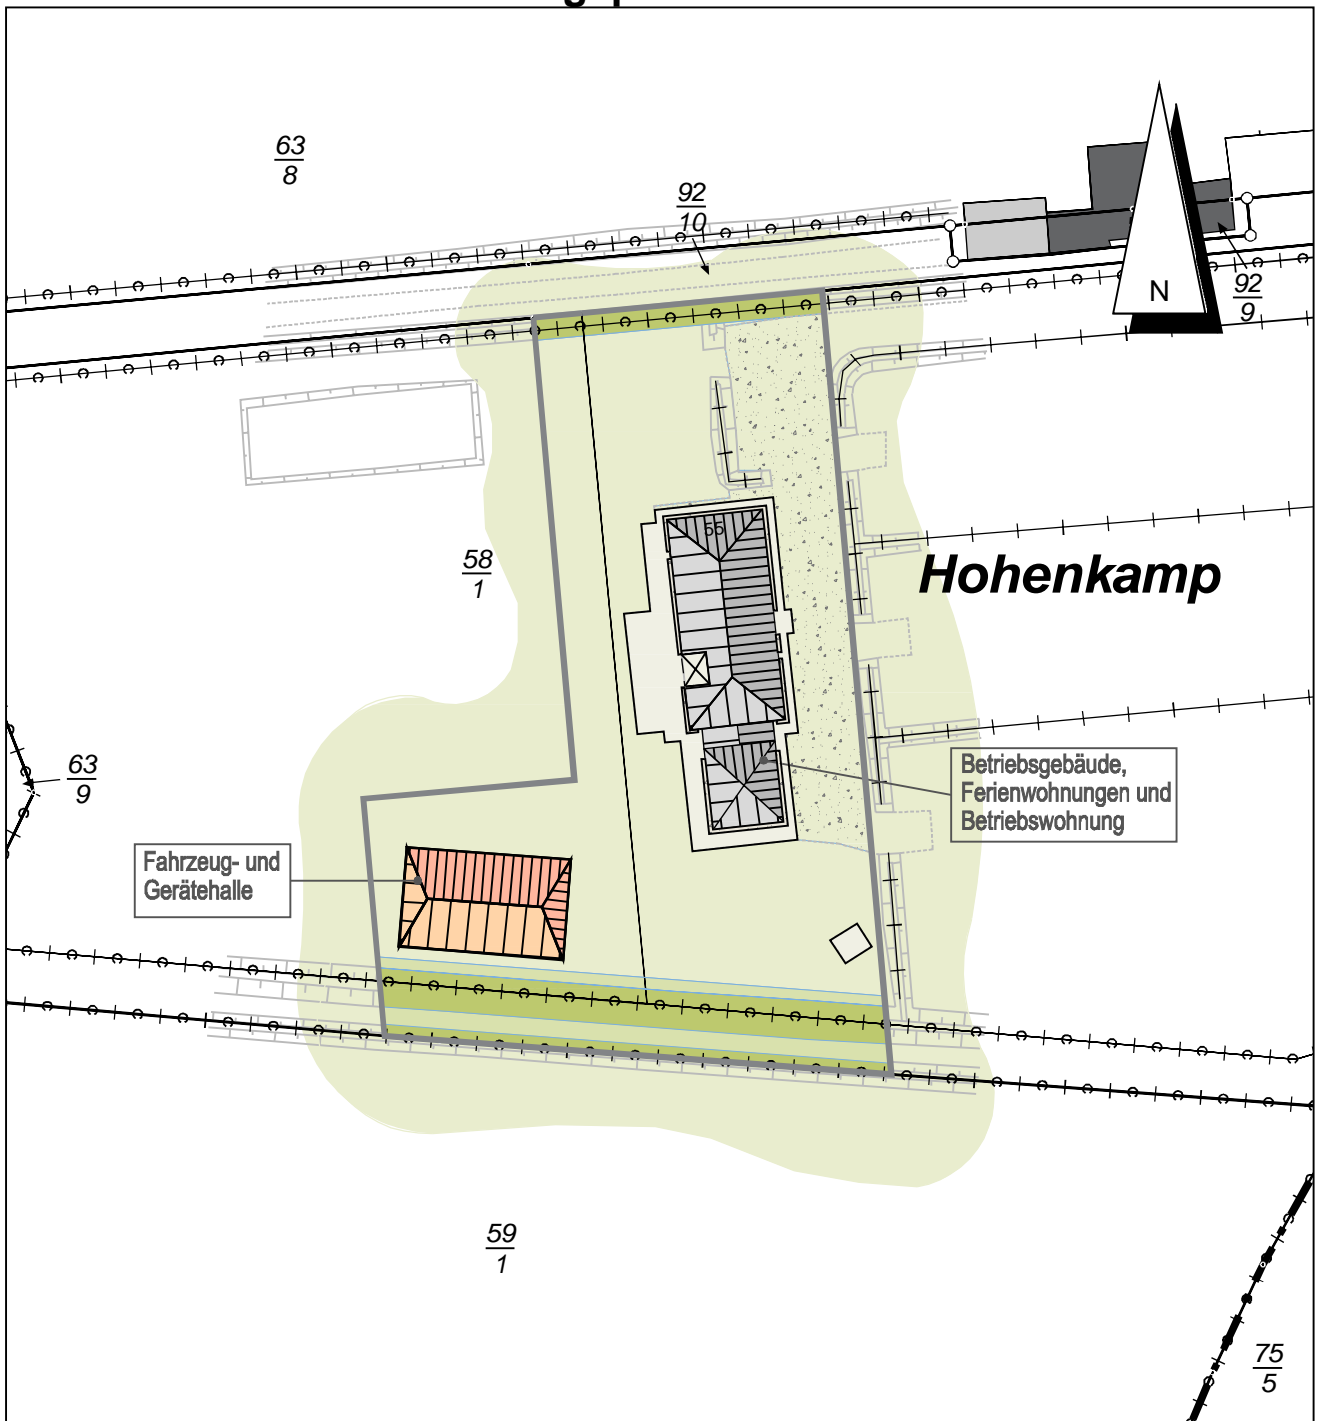 63
8
92
10
N
92
9
55
58
1
Hohenkamp
63
9
Betriebsgebäude,
Ferienwohnungen und
Betriebswohnung
Fahrzeug- und
Gerätehalle
59
1
75
5